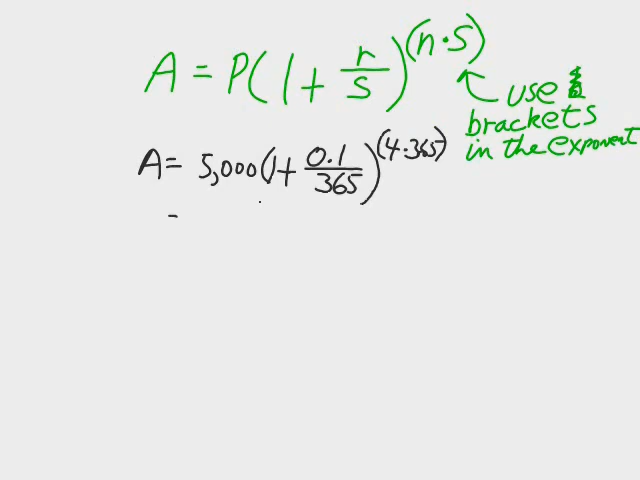 A = P(1 + r/s)^(n·s)
use
brackets
in the exponent
A = 5,000(1 + 0.1/365)^(4·365)
=